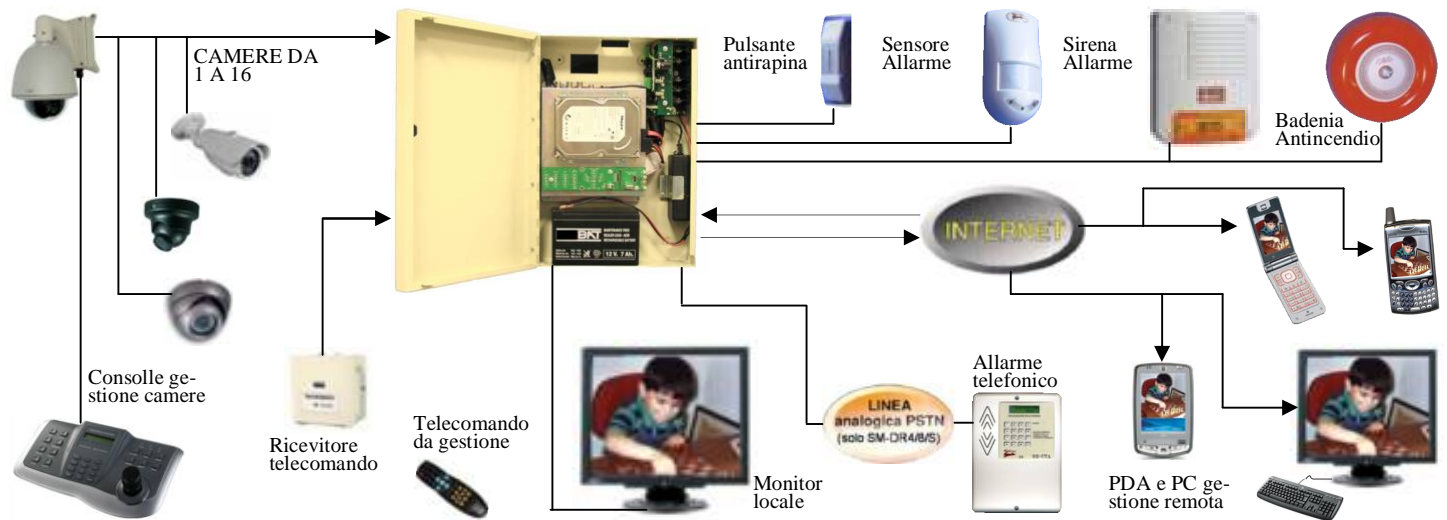 CAMERE DA
1 A 16
Pulsante
antirapina
Sensore
Allarme
Sirena
Allarme
Badenia
Antincendio
BAT
12 V. 7 Ah.
INTERNET
Consolle ge-
stione camere
Ricevitore
telecomando
Telecomando
da gestione
Monitor
locale
LINEA
analogica PSTN
(solo SM-DR4/8/S)
Allarme
telefonico
PDA e PC ge-
stione remota